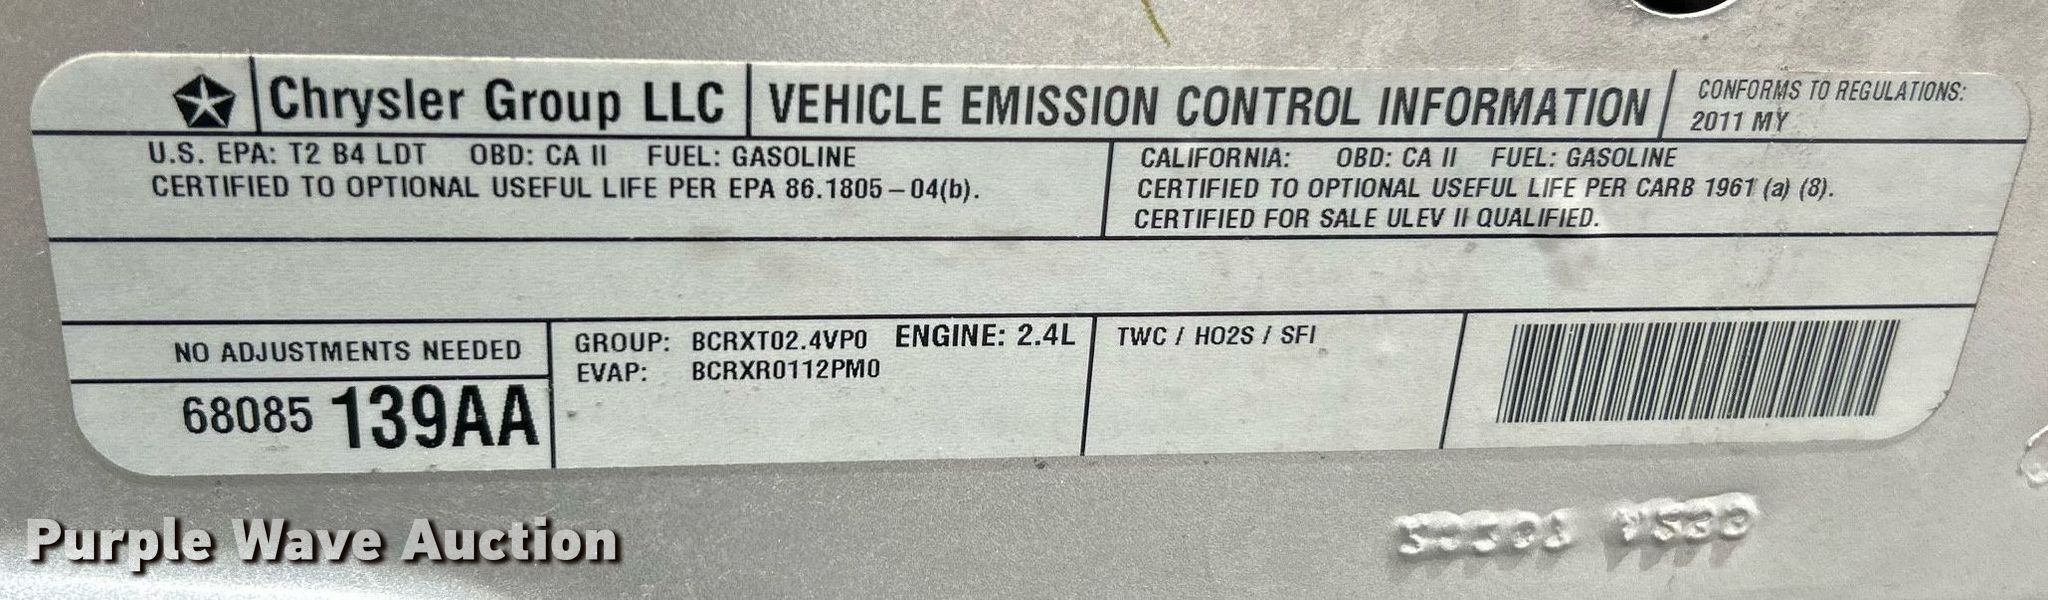 Chrysler Group LLC VEHICLE EMISSION CONTROL INFORMATION
CONFORMS TO REGULATIONS:
2011 MY
U.S. EPA: T2 B4 LDT OBD: CA II FUEL: GASOLINE
CERTIFIED TO OPTIONAL USEFUL LIFE PER EPA 86.1805-04(b).
CALIFORNIA: OBD: CA II FUEL: GASOLINE
CERTIFIED TO OPTIONAL USEFUL LIFE PER CARB 1961 (a) (8).
CERTIFIED FOR SALE ULEV II QUALIFIED.
NO ADJUSTMENTS NEEDED
68085 139AA
GROUP: BCRXT02.4VP0 ENGINE: 2.4L
EVAP: BCRXR0112PM0
TWC / HO2S / SFI
Purple Wave Auction